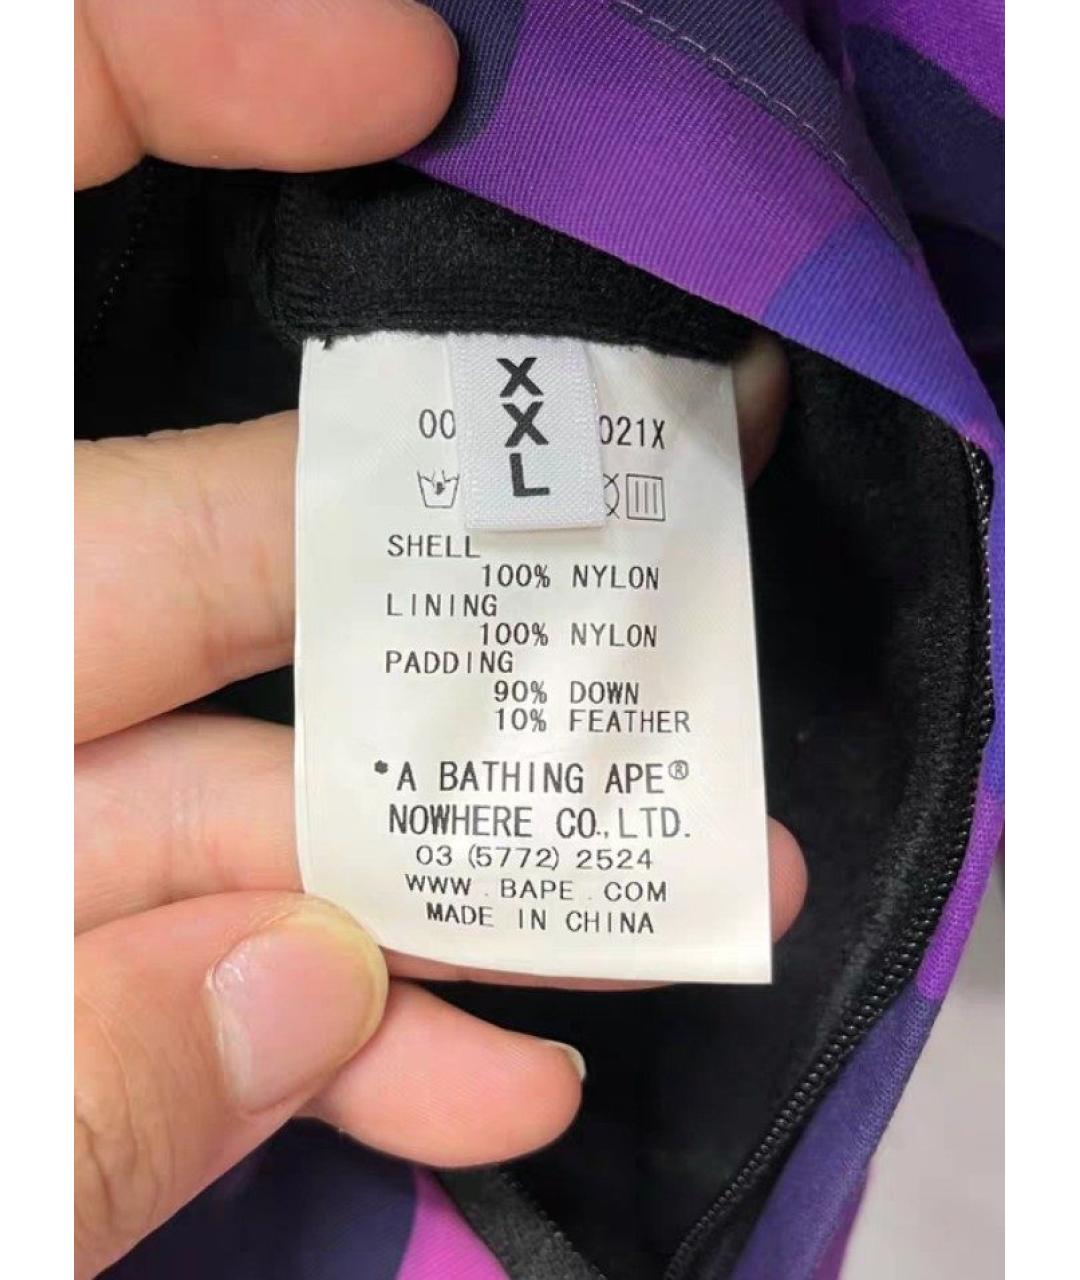 X
X
L
00
021X
SHELL
100% NYLON
LINING
100% NYLON
PADDING
90% DOWN
10% FEATHER
*A BATHING APE®
NOWHERE CO.,LTD.
03 (5772) 2524
WWW.BAPE.COM
MADE IN CHINA